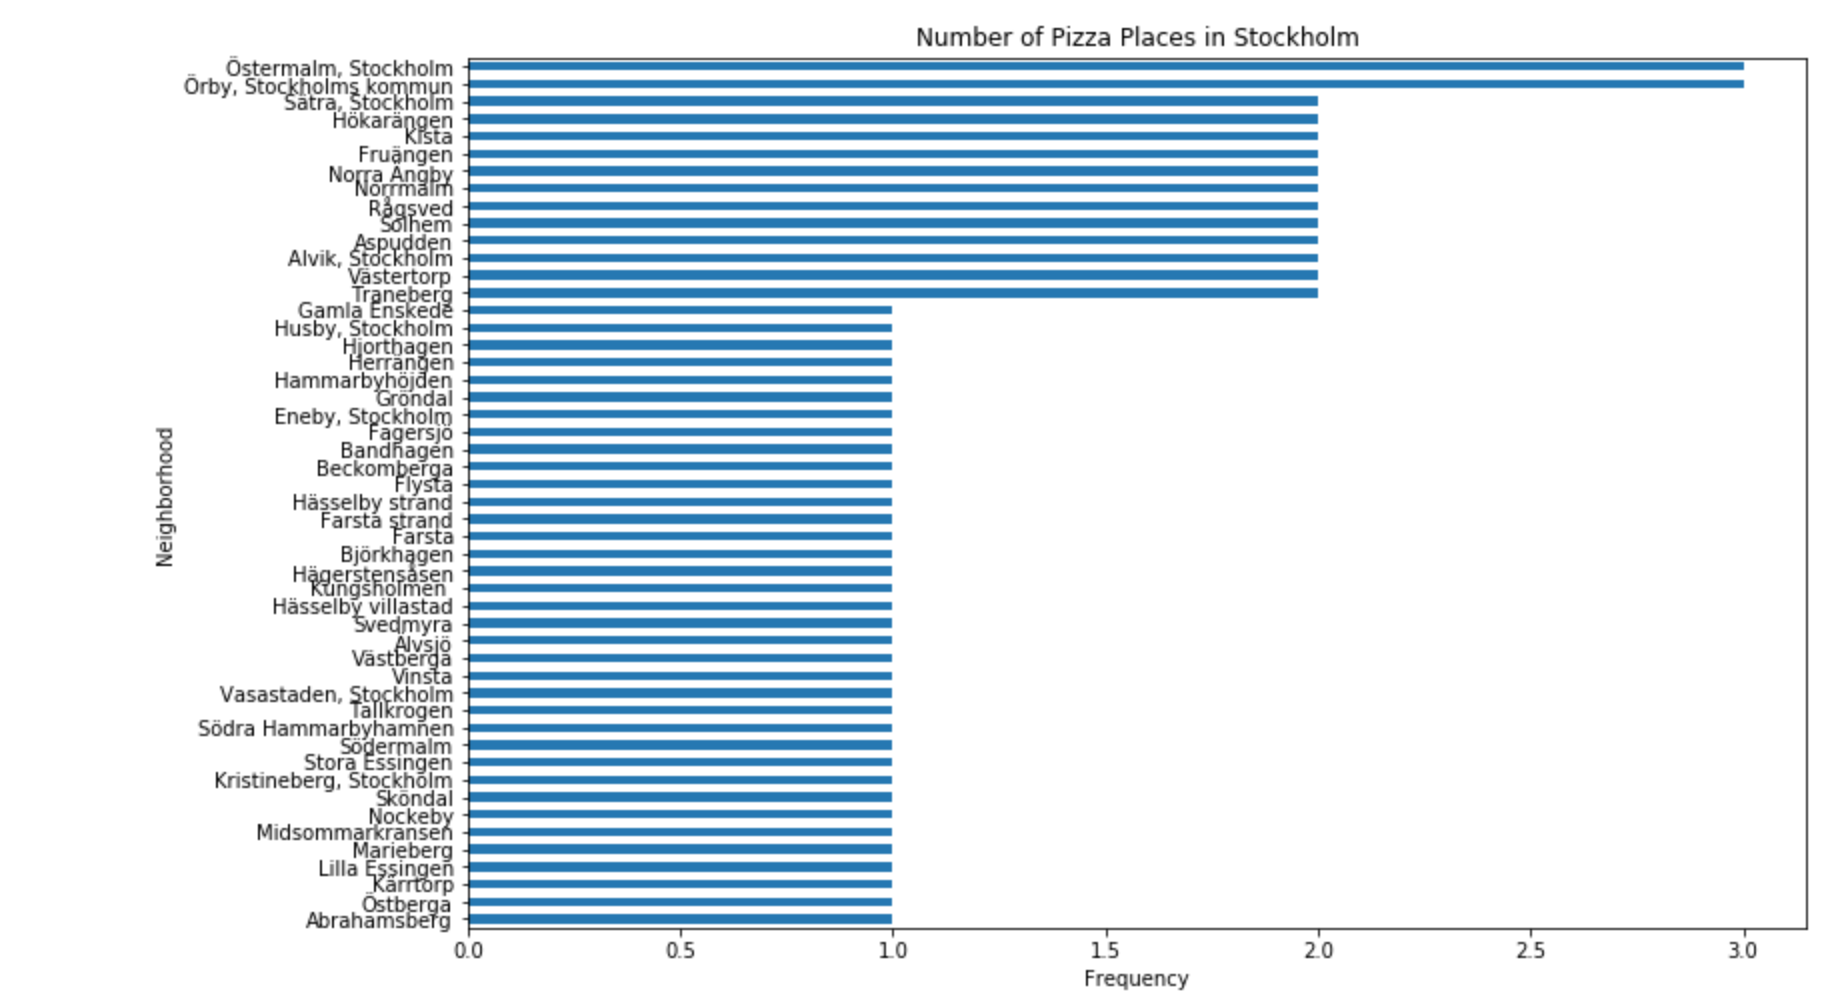 Number of Pizza Places in Stockholm
Östermalm, Stockholm
Örby, Stockholms kommun
Sätra, Stockholm
Hökarängen
Kista
Fruängen
Norra Ängby
Norrmalm
Rågsved
Solhem
Aspudden
Alvik, Stockholm
Västertorp
Traneberg
Gamla Enskede
Husby, Stockholm
Hjorthagen
Herrängen
Hammarbyhöjden
Gröndal
Eneby, Stockholm
Fagersjö
Bandhagen
Beckomberga
Flysta
Hässelby strand
Farsta strand
Farsta
Björkhagen
Hägerstensåsen
Kungsholmen
Hässelby villastad
Svedmyra
Älvsjö
Västberga
Vinsta
Vasastaden, Stockholm
Tallkrogen
Södra Hammarbyhamnen
Södermalm
Stora Essingen
Kristineberg, Stockholm
Sköndal
Nockeby
Midsommarkransen
Marieberg
Lilla Essingen
Kärrtorp
Östberga
Abrahamsberg
Neighborhood
0.0 0.5 1.0 1.5 2.0 2.5 3.0
Frequency